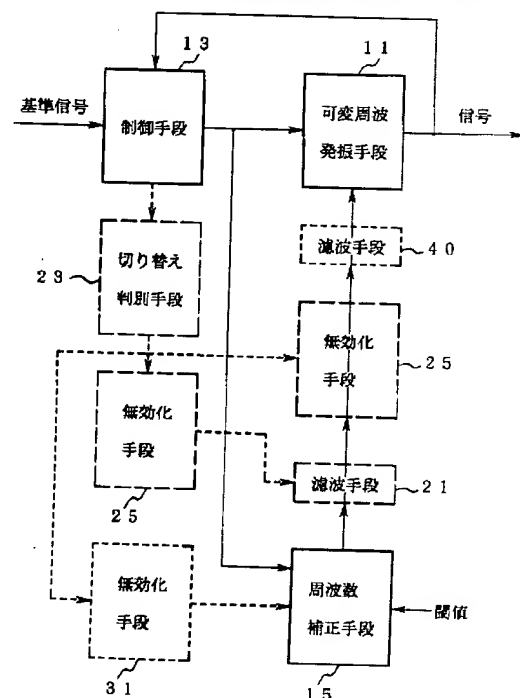 13
11
基準信号
制御手段
可変周波
発振手段
信号
濾波手段
40
切り替え
判別手段
23
無効化
手段
25
無効化
手段
25
濾波手段
21
無効化
手段
31
周波数
補正手段
15
閾値